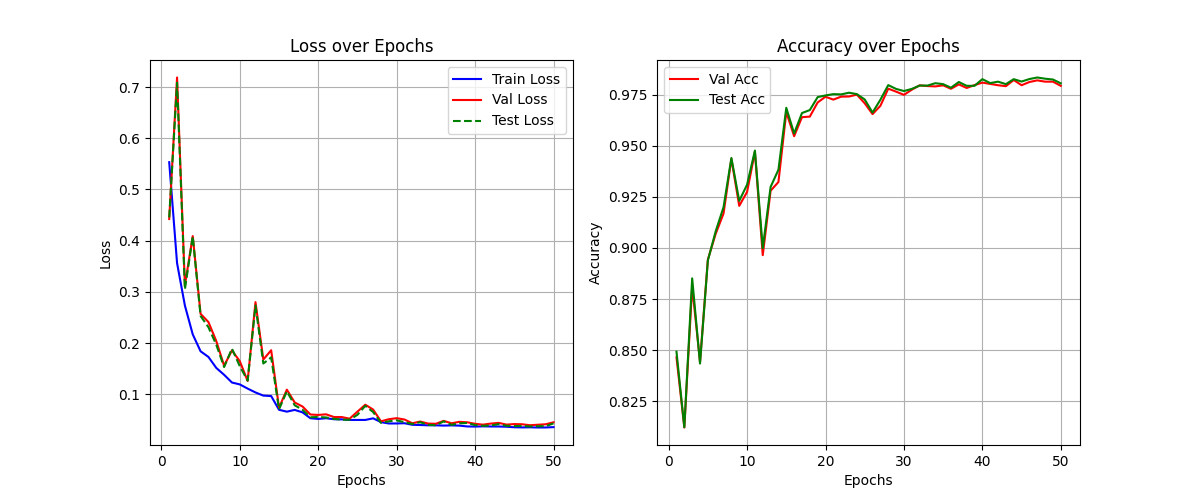 Loss over Epochs
Train Loss
Val Loss
Test Loss
0.7
0.6
0.5
0.4
0.3
0.2
0.1
Loss
0 10 20 30 40 50
Epochs
Accuracy over Epochs
Val Acc
Test Acc
0.975
0.950
0.925
0.900
0.875
0.850
0.825
Accuracy
0 10 20 30 40 50
Epochs